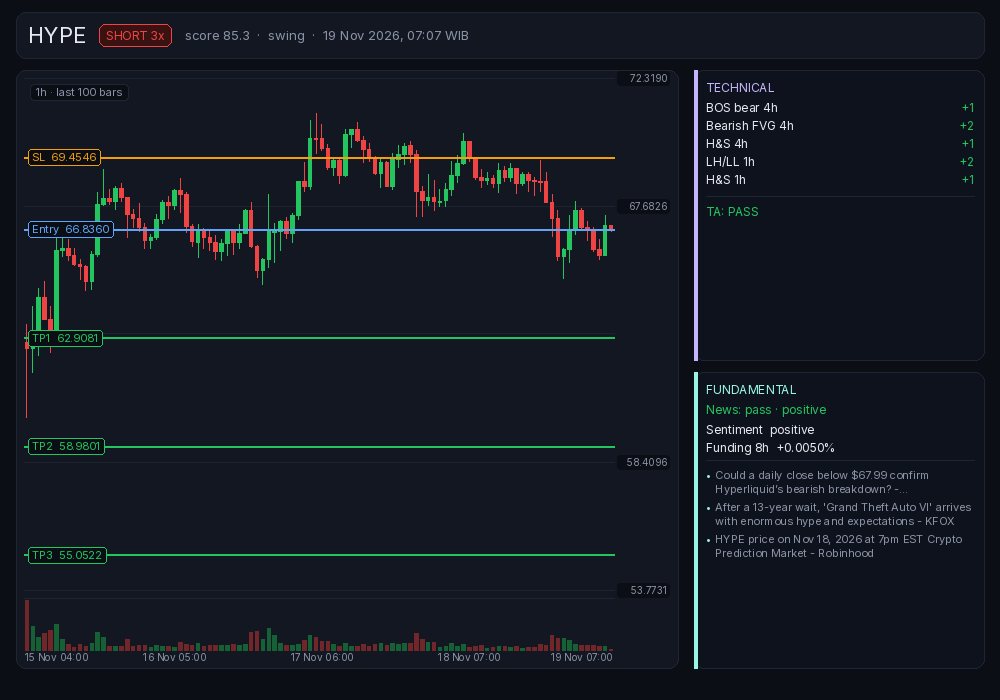 HYPE SHORT 3x score 85.3 · swing · 19 Nov 2026, 07:07 WIB
1h · last 100 bars
72.3190
SL 69.4546
67.6826
Entry 66.8360
TP1 62.9081
TP2 58.9801
58.4096
TP3 55.0522
53.7731
15 Nov 04:00 16 Nov 05:00 17 Nov 06:00 18 Nov 07:00 19 Nov 07:00
TECHNICAL
BOS bear 4h +1
Bearish FVG 4h +2
H&S 4h +1
LH/LL 1h +2
H&S 1h +1
TA: PASS
FUNDAMENTAL
News: pass · positive
Sentiment positive
Funding 8h +0.0050%
• Could a daily close below $67.99 confirm
Hyperliquid's bearish breakdown? -...
• After a 13-year wait, 'Grand Theft Auto VI' arrives
with enormous hype and expectations - KFOX
• HYPE price on Nov 18, 2026 at 7pm EST Crypto
Prediction Market - Robinhood